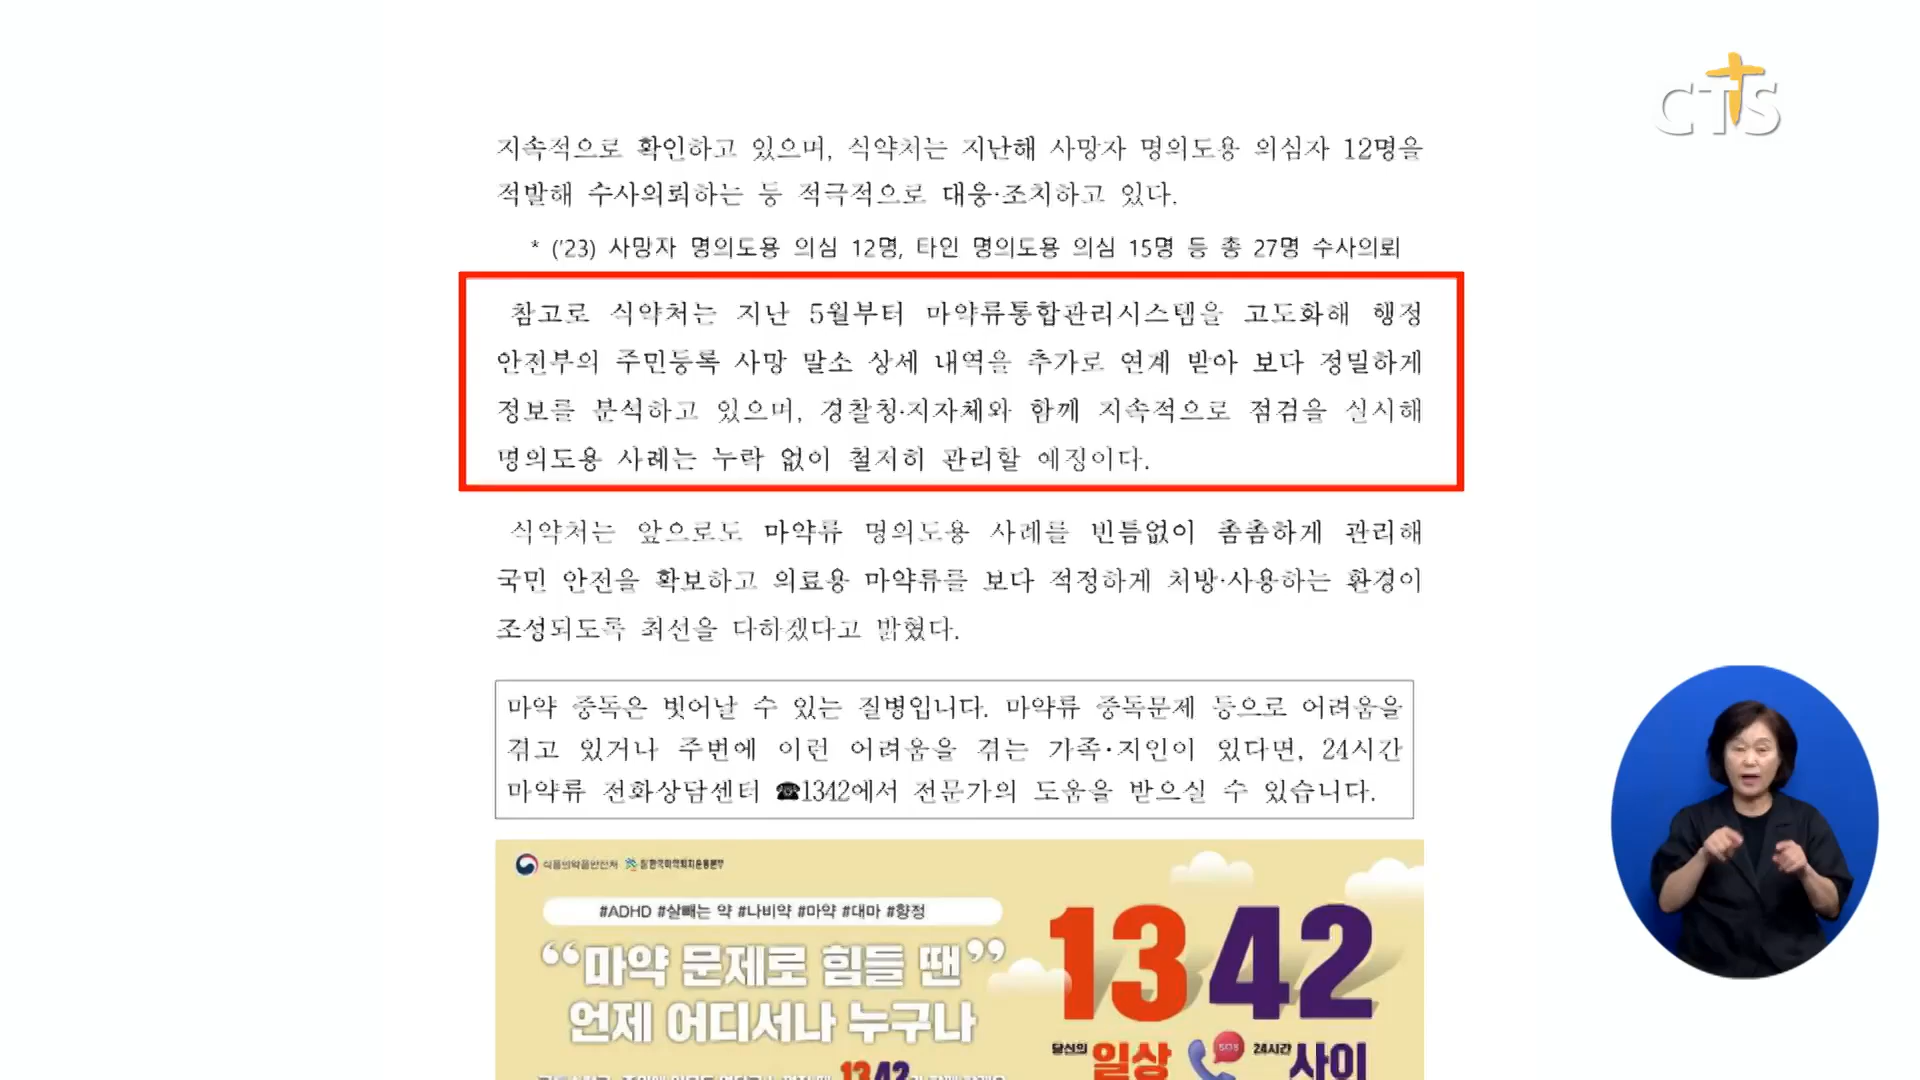 CTS
지속적으로 확인하고 있으며, 식약처는 지난해 사망자 명의도용 의심자 12명을
적발해 수사의뢰하는 등 적극적으로 대응·조치하고 있다.
* ('23) 사망자 명의도용 의심 12명, 타인 명의도용 의심 15명 등 총 27명 수사의뢰
참고로 식약처는 지난 5월부터 마약류통합관리시스템을 고도화해 행정
안전부의 주민등록 사망 말소 상세 내역을 추가로 연계 받아 보다 정밀하게
정보를 분석하고 있으며, 경찰청·지자체와 함께 지속적으로 점검을 실시해
명의도용 사례는 누락 없이 철저히 관리할 예정이다.
식약처는 앞으로도 마약류 명의도용 사례를 빈틈없이 촘촘하게 관리해
국민 안전을 확보하고 의료용 마약류를 보다 적정하게 처방·사용하는 환경이
조성되도록 최선을 다하겠다고 밝혔다.
마약 중독은 벗어날 수 있는 질병입니다. 마약류 중독문제 등으로 어려움을
겪고 있거나 주변에 이런 어려움을 겪는 가족·지인이 있다면, 24시간
마약류 전화상담센터 ☎1342에서 전문가의 도움을 받으실 수 있습니다.
식품의약품안전처 한국마약퇴치운동본부
#ADHD #살빼는 약 #나비약 #마약 #대마 #향정
“마약 문제로 힘들 땐”
언제 어디서나 누구나
1342
1342
당신의 일상 SOS 24시간 사이